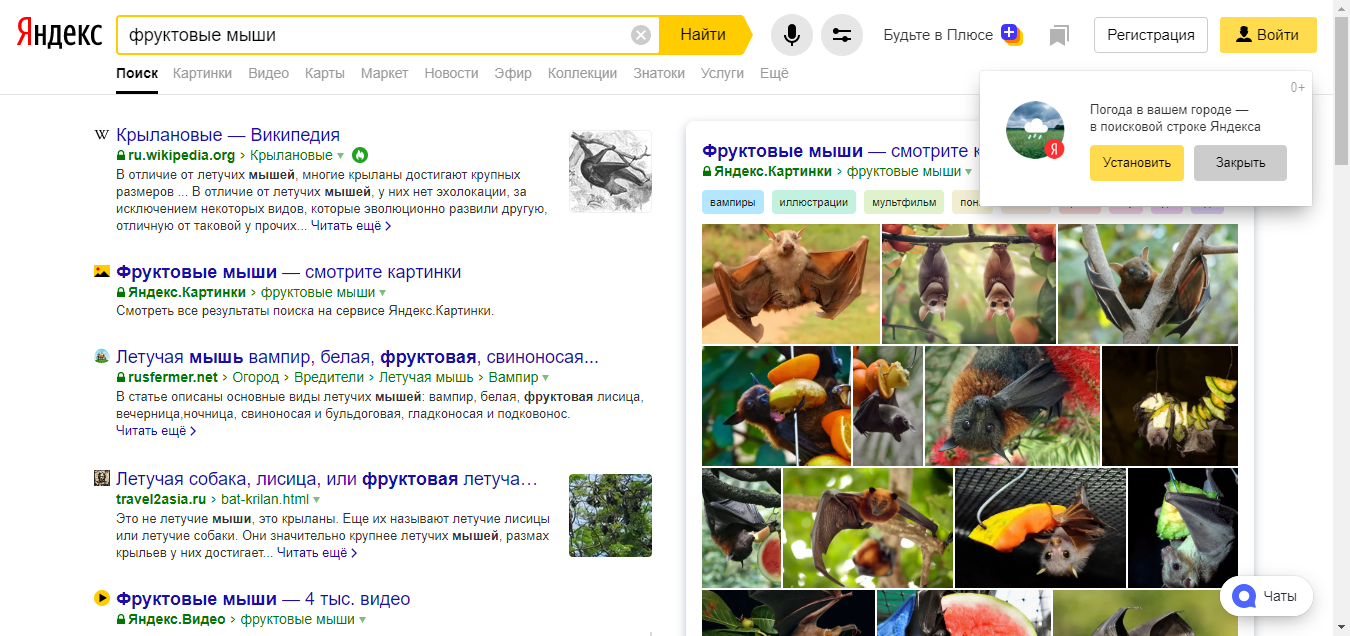 Яндекс
фруктовые мыши
Найти
Будьте в Плюсе
Регистрация
Войти
Поиск Картинки Видео Карты Маркет Новости Эфир Коллекции Знатоки Услуги Ещё
0+
Погода в вашем городе —
в поисковой строке Яндекса
Я
Установить Закрыть
W Крылановые — Википедия
ru.wikipedia.org › Крылановые
В отличие от летучих мышей, многие крыланы достигают крупных
размеров ... В отличие от летучих мышей, у них нет эхолокации, за
исключением некоторых видов, которые эволюционно развили другую,
отличную от таковой у прочих... Читать ещё >
Фруктовые мыши — смотрите картинки
Яндекс.Картинки › фруктовые мыши
Смотреть все результаты поиска на сервисе Яндекс.Картинки.
Летучая мышь вампир, белая, фруктовая, свиноносая...
rusfermer.net › Огород › Вредители › Летучая мышь › Вампир
В статье описаны основные виды летучих мышей: вампир, белая, фруктовая лисица,
вечерница,ночница, свиноносая и бульдоговая, гладконосая и подковонос.
Читать ещё >
Летучая собака, лисица, или фруктовая летуча...
travel2asia.ru › bat-krilan.html
Это не летучие мыши, это крыланы. Еще их называют летучие лисицы
или летучие собаки. Они значительно крупнее летучих мышей, размах
крыльев у них достигает... Читать ещё >
Фруктовые мыши — 4 тыс. видео
Яндекс.Видео › фруктовые мыши
Фруктовые мыши — смотрите
Яндекс.Картинки › фруктовые мыши
вампиры иллюстрации мультфильм
Чаты